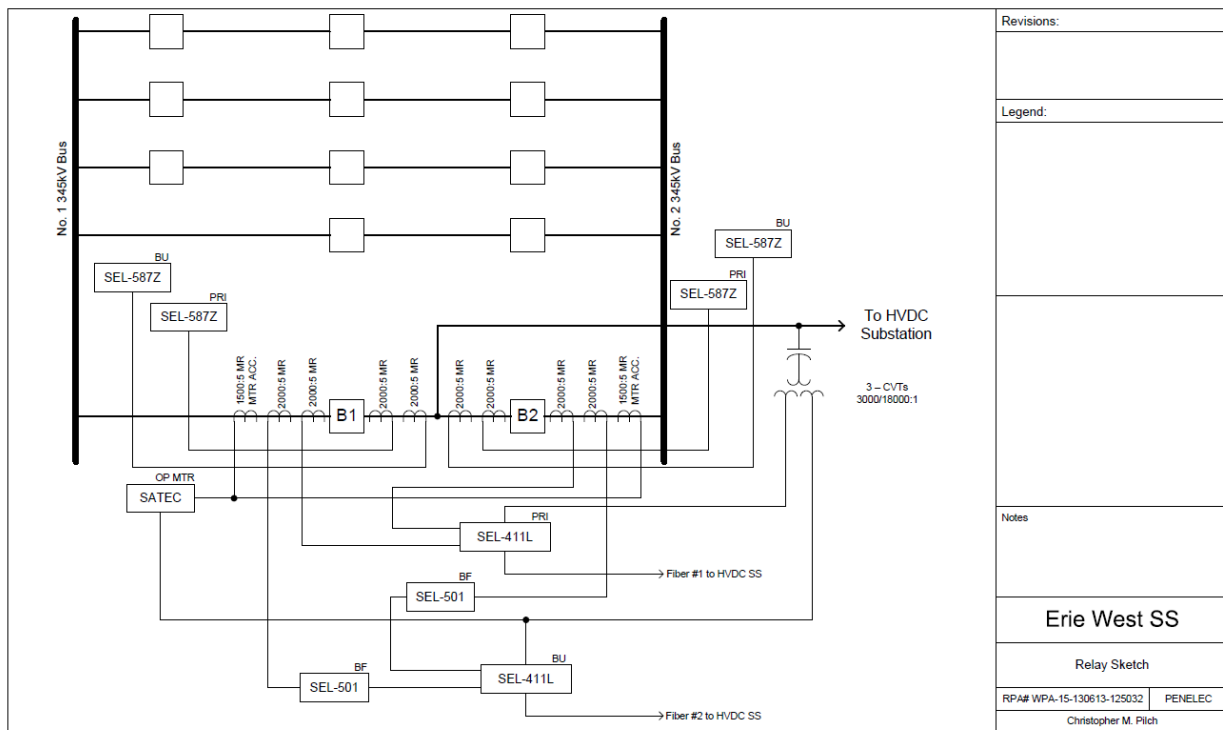 Revisions:
Legend:
No. 1 345kV Bus
No. 2 345kV Bus
BU
SEL-587Z
BU
SEL-587Z
PRI
SEL-587Z
PRI
SEL-587Z
To HVDC
Substation
1500:5 MR
MTR ACC.
2000:5 MR
2000:5 MR
2000:5 MR
2000:5 MR
2000:5 MR
2000:5 MR
2000:5 MR
2000:5 MR
1500:5 MR
MTR ACC.
3 – CVTs
3000/18000:1
B1
B2
OP MTR
SATEC
PRI
SEL-411L
Notes
Fiber #1 to HVDC SS
BF
SEL-501
Erie West SS
BU
SEL-411L
BF
SEL-501
Relay Sketch
RPA# WPA-15-130613-125032
PENELEC
Fiber #2 to HVDC SS
Christopher M. Pilch